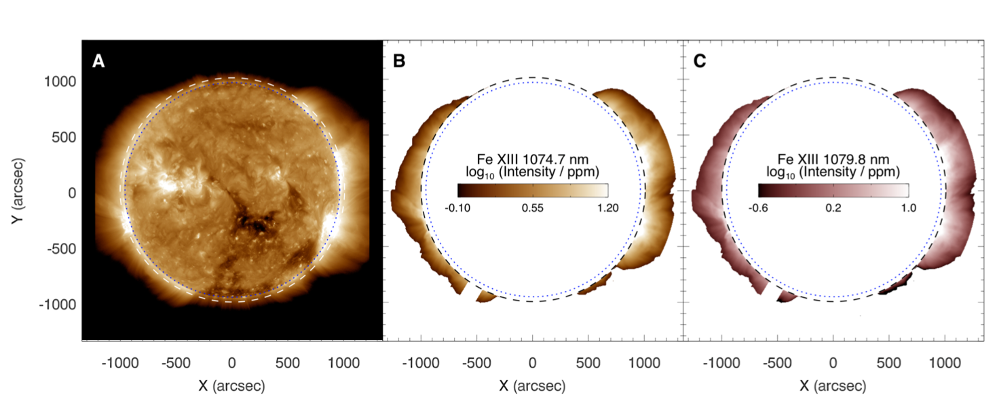 A
B
C
1000
500
0
-500
-1000
Y (arcsec)
Fe XIII 1074.7 nm
log10 (Intensity / ppm)
-0.10 0.55 1.20
Fe XIII 1079.8 nm
log10 (Intensity / ppm)
-0.6 0.2 1.0
-1000 -500 0 500 1000
-1000 -500 0 500 1000
-1000 -500 0 500 1000
X (arcsec)
X (arcsec)
X (arcsec)